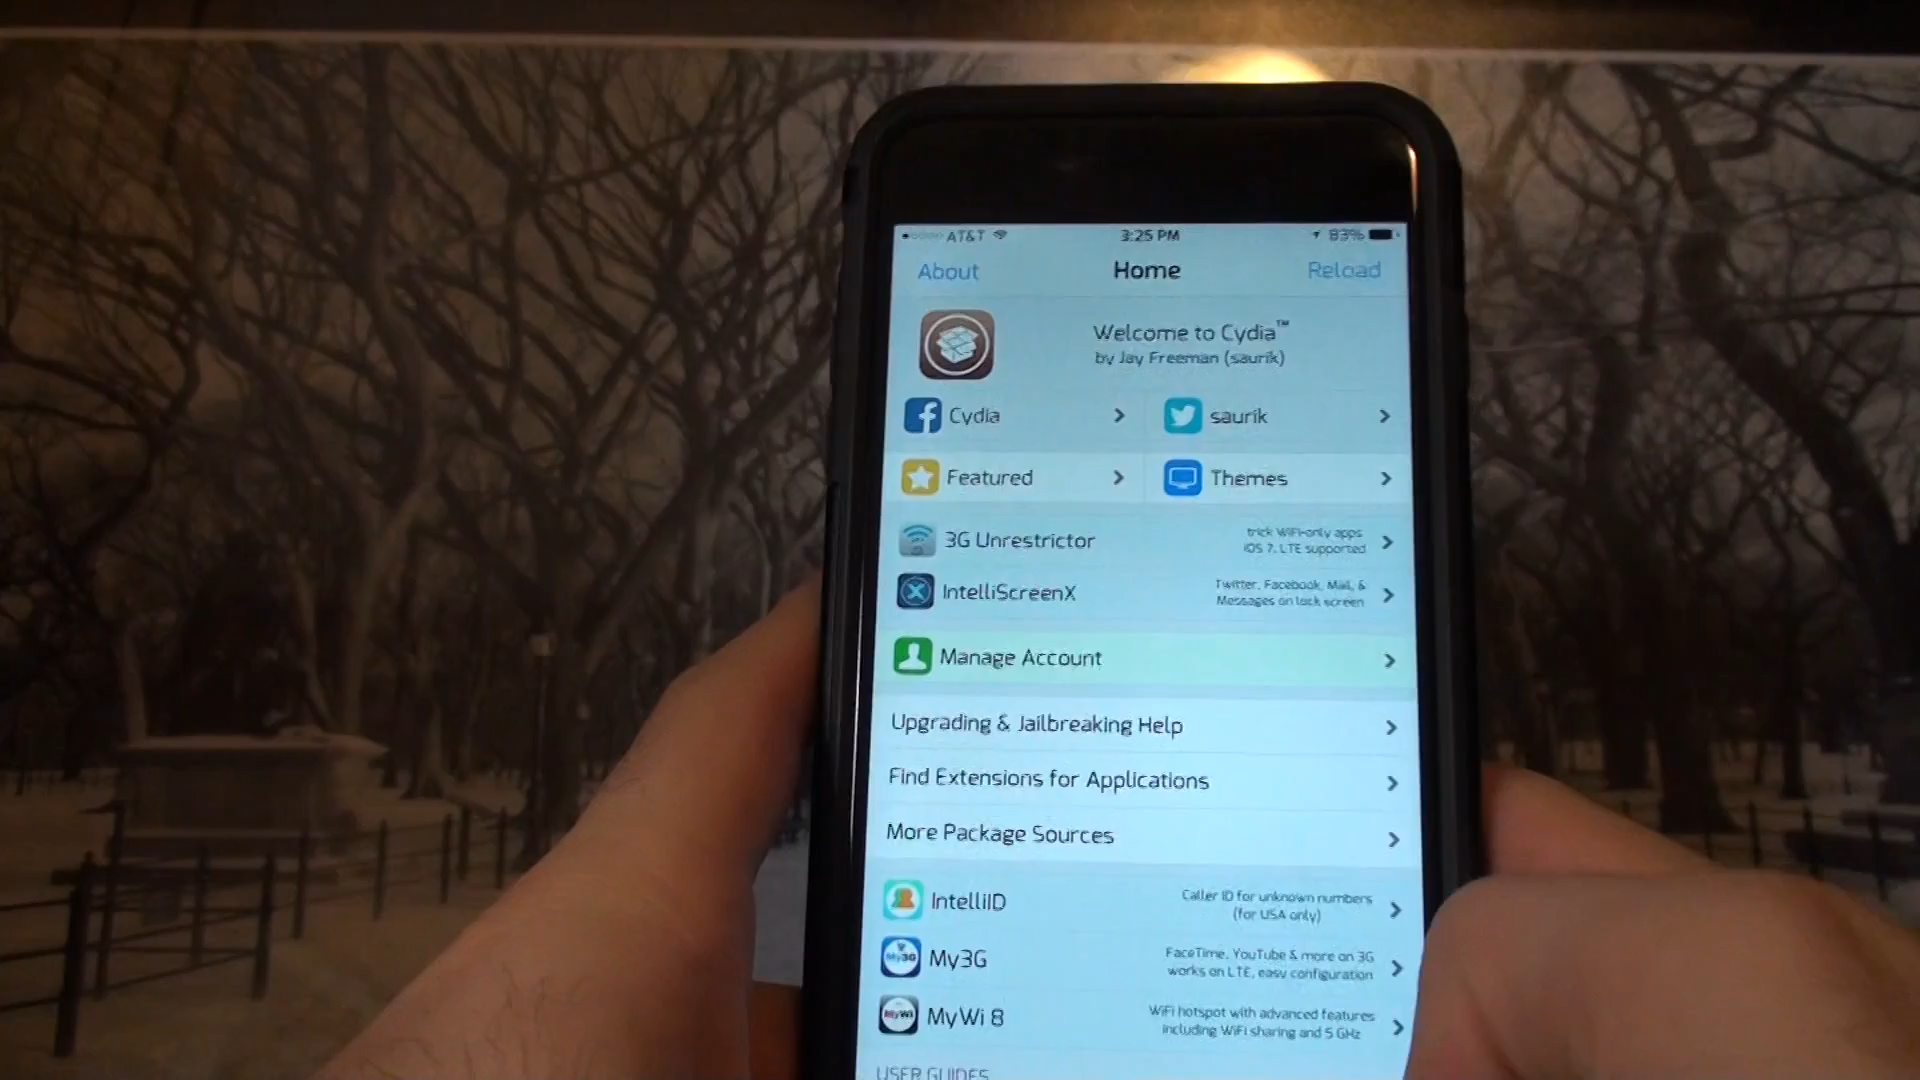 AT&T 3:25 PM 83%
About Home Reload
Welcome to Cydia™
by Jay Freeman (saurik)
Cydia
saurik
Featured
Themes
3G Unrestrictor
trick WiFi-only apps
iOS 7, LTE supported
IntelliScreenX
Twitter, Facebook, Mail, &
Messages on lock screen
Manage Account
Upgrading & Jailbreaking Help
Find Extensions for Applications
More Package Sources
IntelliID
Caller ID for unknown numbers
(for USA only)
My3G
My3G
FaceTime, YouTube & more on 3G
works on LTE, easy configuration
MyWi
MyWi 8
WiFi hotspot with advanced features
including WiFi sharing and 5 GHz
USER GUIDES